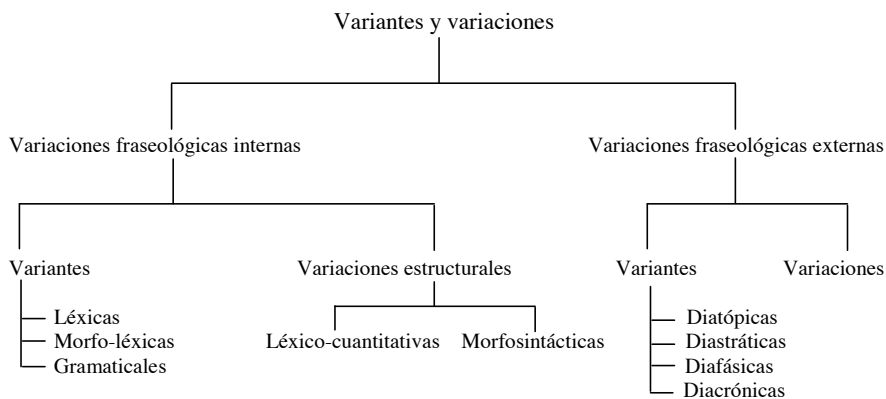 Variantes y variaciones
Variaciones fraseológicas internas
Variaciones fraseológicas externas
Variantes
Variaciones estructurales
Variantes
Variaciones
Léxicas
Morfo-léxicas
Gramaticales
Léxico-cuantitativas
Morfosintácticas
Diatópicas
Diastráticas
Diafásicas
Diacrónicas